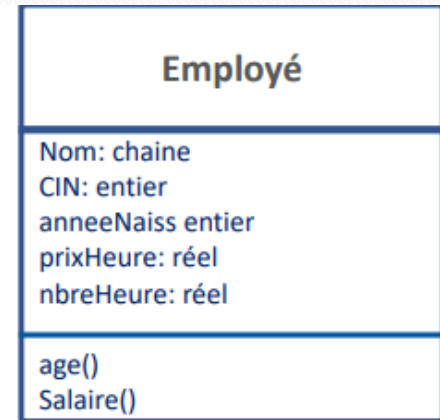 Employé
Nom: chaine
CIN: entier
anneeNaiss entier
prixHeure: réel
nbreHeure: réel
age()
Salaire()